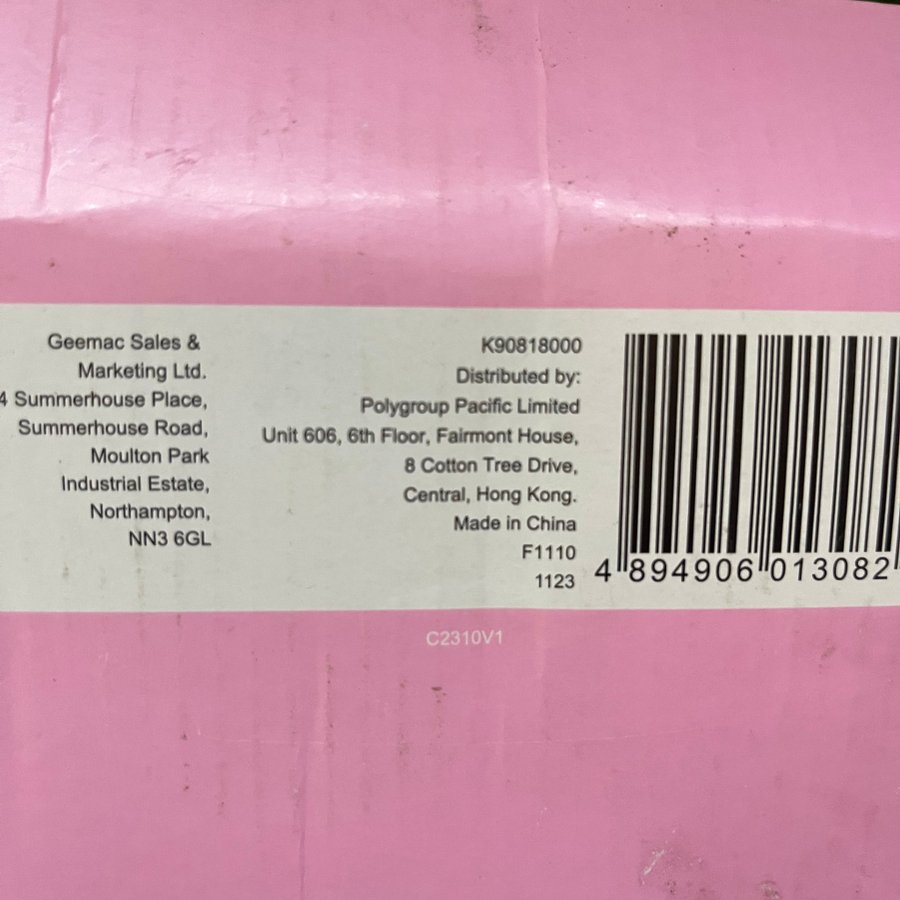 Geemac Sales &
Marketing Ltd.
4 Summerhouse Place,
Summerhouse Road,
Moulton Park
Industrial Estate,
Northampton,
NN3 6GL
K90818000
Distributed by:
Polygroup Pacific Limited
Unit 606, 6th Floor, Fairmont House,
8 Cotton Tree Drive,
Central, Hong Kong.
Made in China
F1110
1123
4 894906 013082
C2310V1